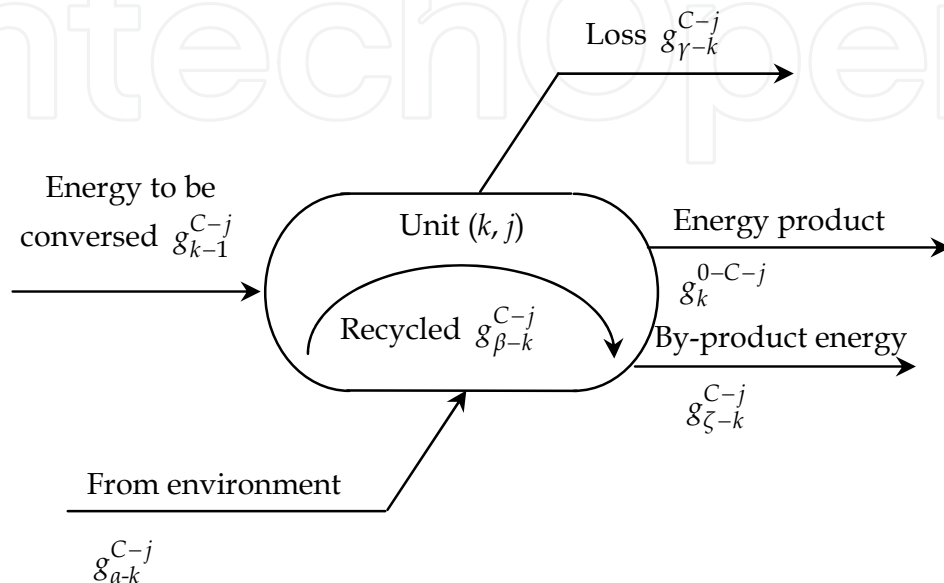 ntechOpe
Loss g_{γ−k}^{C−j}
Energy to be
conversed g_{k−1}^{C−j}
Unit (k, j)
Energy product
g_k^{0−C−j}
Recycled g_{β−k}^{C−j}
By-product energy
g_{ζ−k}^{C−j}
From environment
g_{a-k}^{C−j}